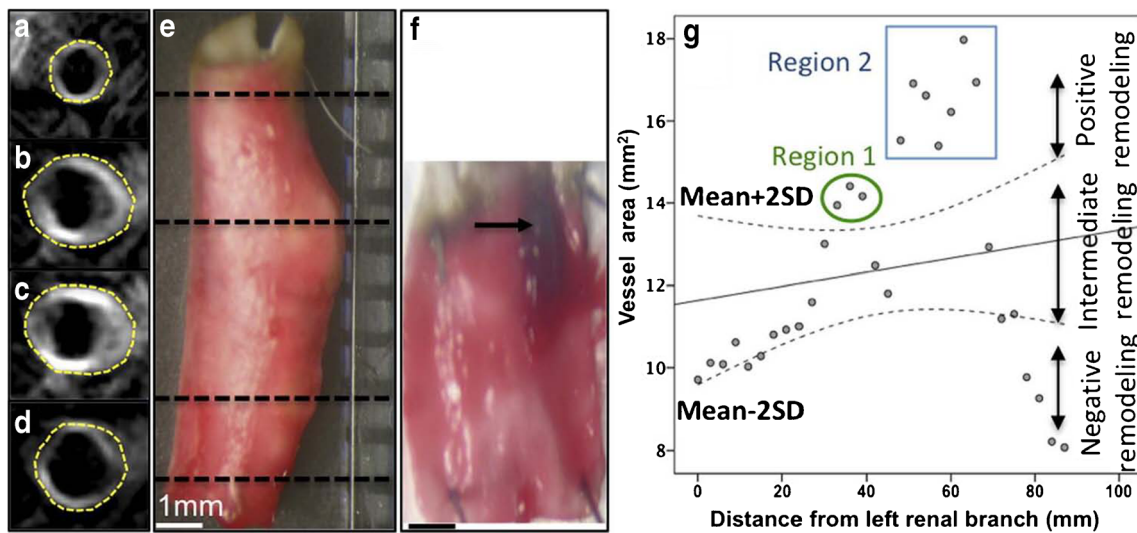 a
b
c
d
e
1mm
f
g
Region 2
Region 1
Mean+2SD
Mean-2SD
Positive remodeling
Intermediate remodeling
Negative remodeling
Vessel area (mm²)
18
16
14
12
10
8
0 20 40 60 80 100
Distance from left renal branch (mm)